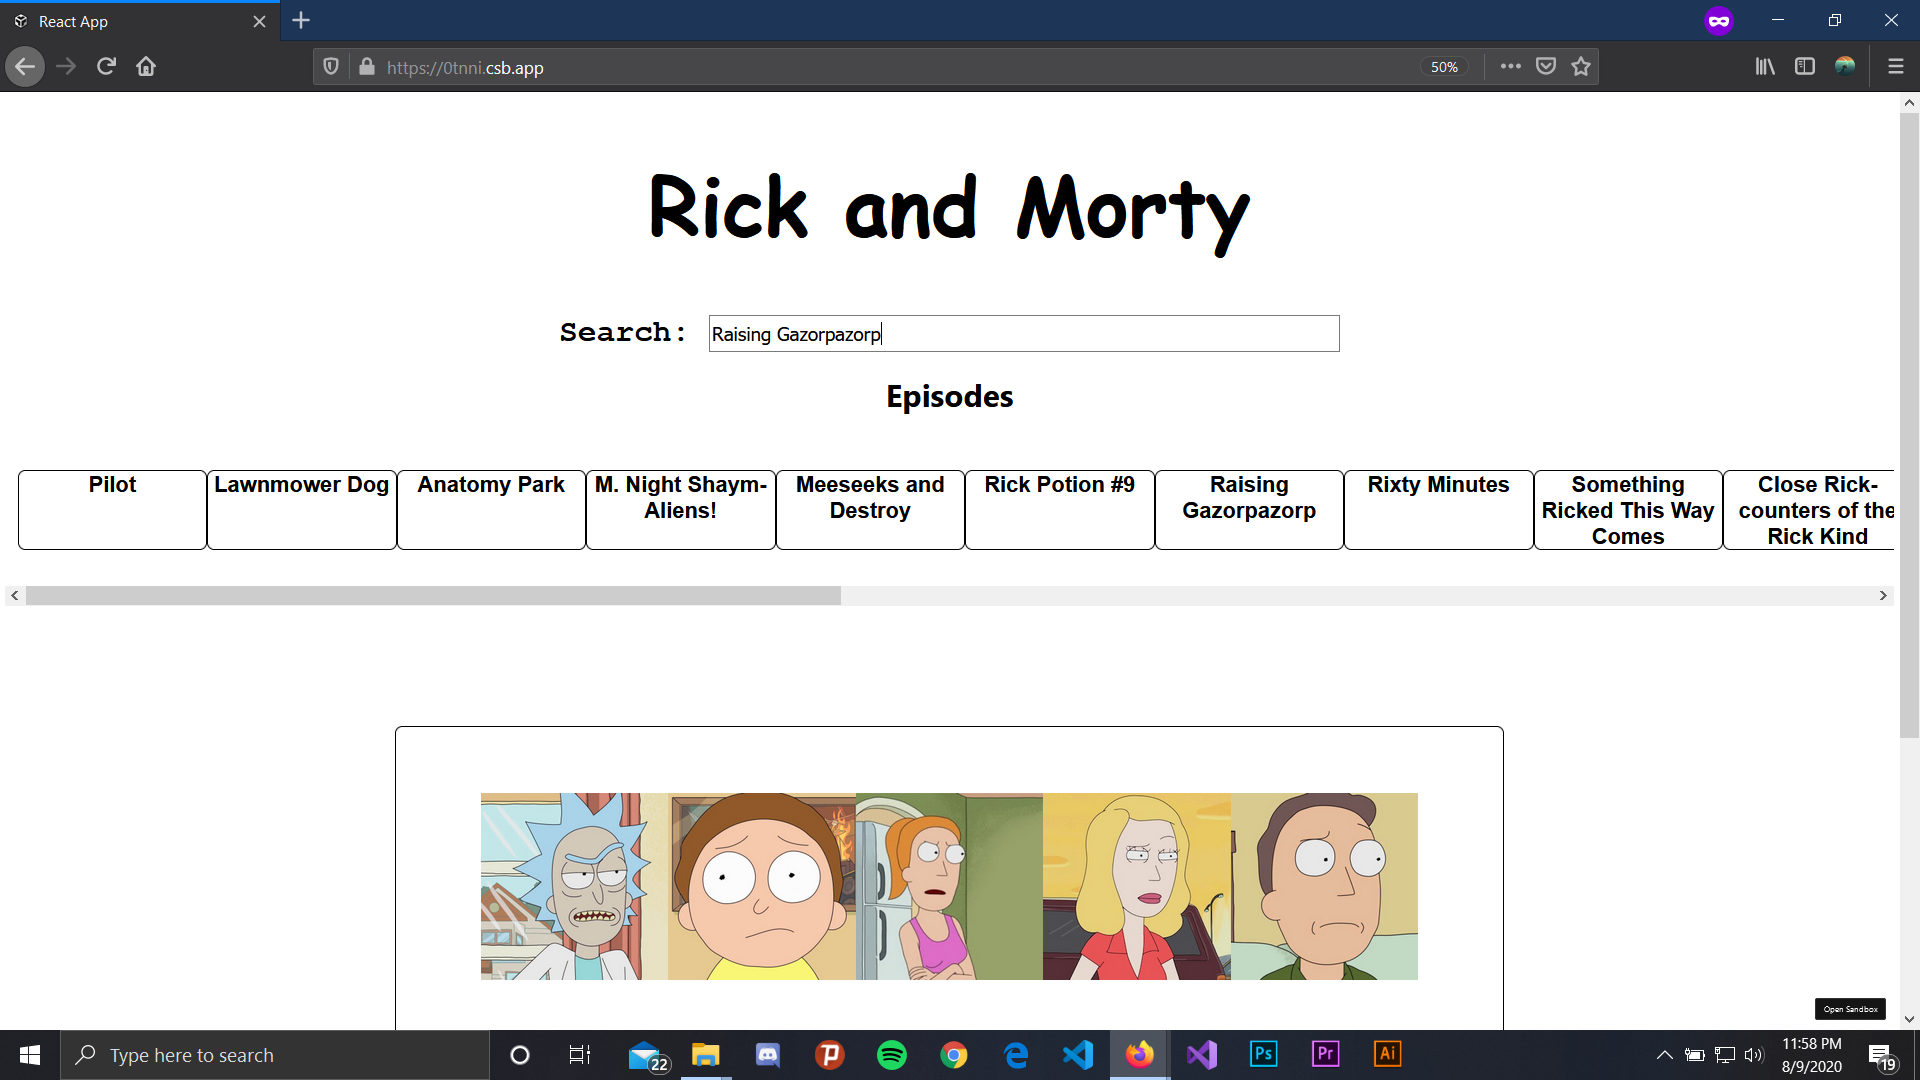 React App
https://0tnni.csb.app
50%
Rick and Morty
Search: Raising Gazorpazorp
Episodes
Pilot
Lawnmower Dog
Anatomy Park
M. Night Shaym-
Aliens!
Meeseeks and
Destroy
Rick Potion #9
Raising
Gazorpazorp
Rixty Minutes
Something
Ricked This Way
Comes
Close Rick-
counters of the
Rick Kind
Open Sandbox
Type here to search
22
Ps
Pr
Ai
11:58 PM
8/9/2020
19